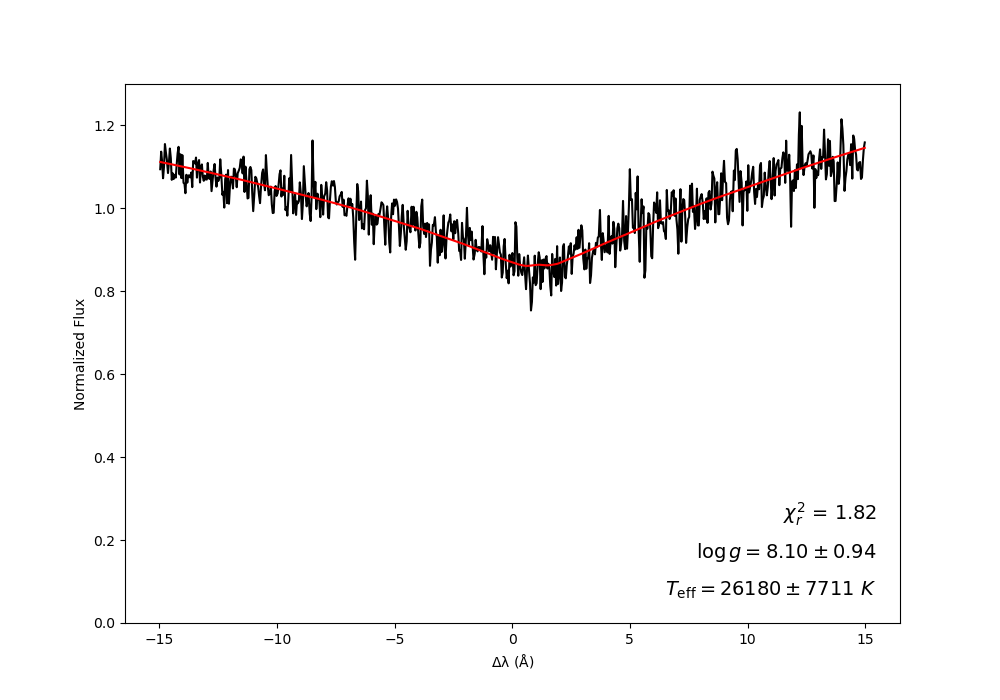 1.2
1.0
0.8
0.6
0.4
0.2
0.0
Normalized Flux
χ²ᵣ = 1.82
log g = 8.10 ± 0.94
T_eff = 26180 ± 7711 K
−15 −10 −5 0 5 10 15
Δλ (Å)